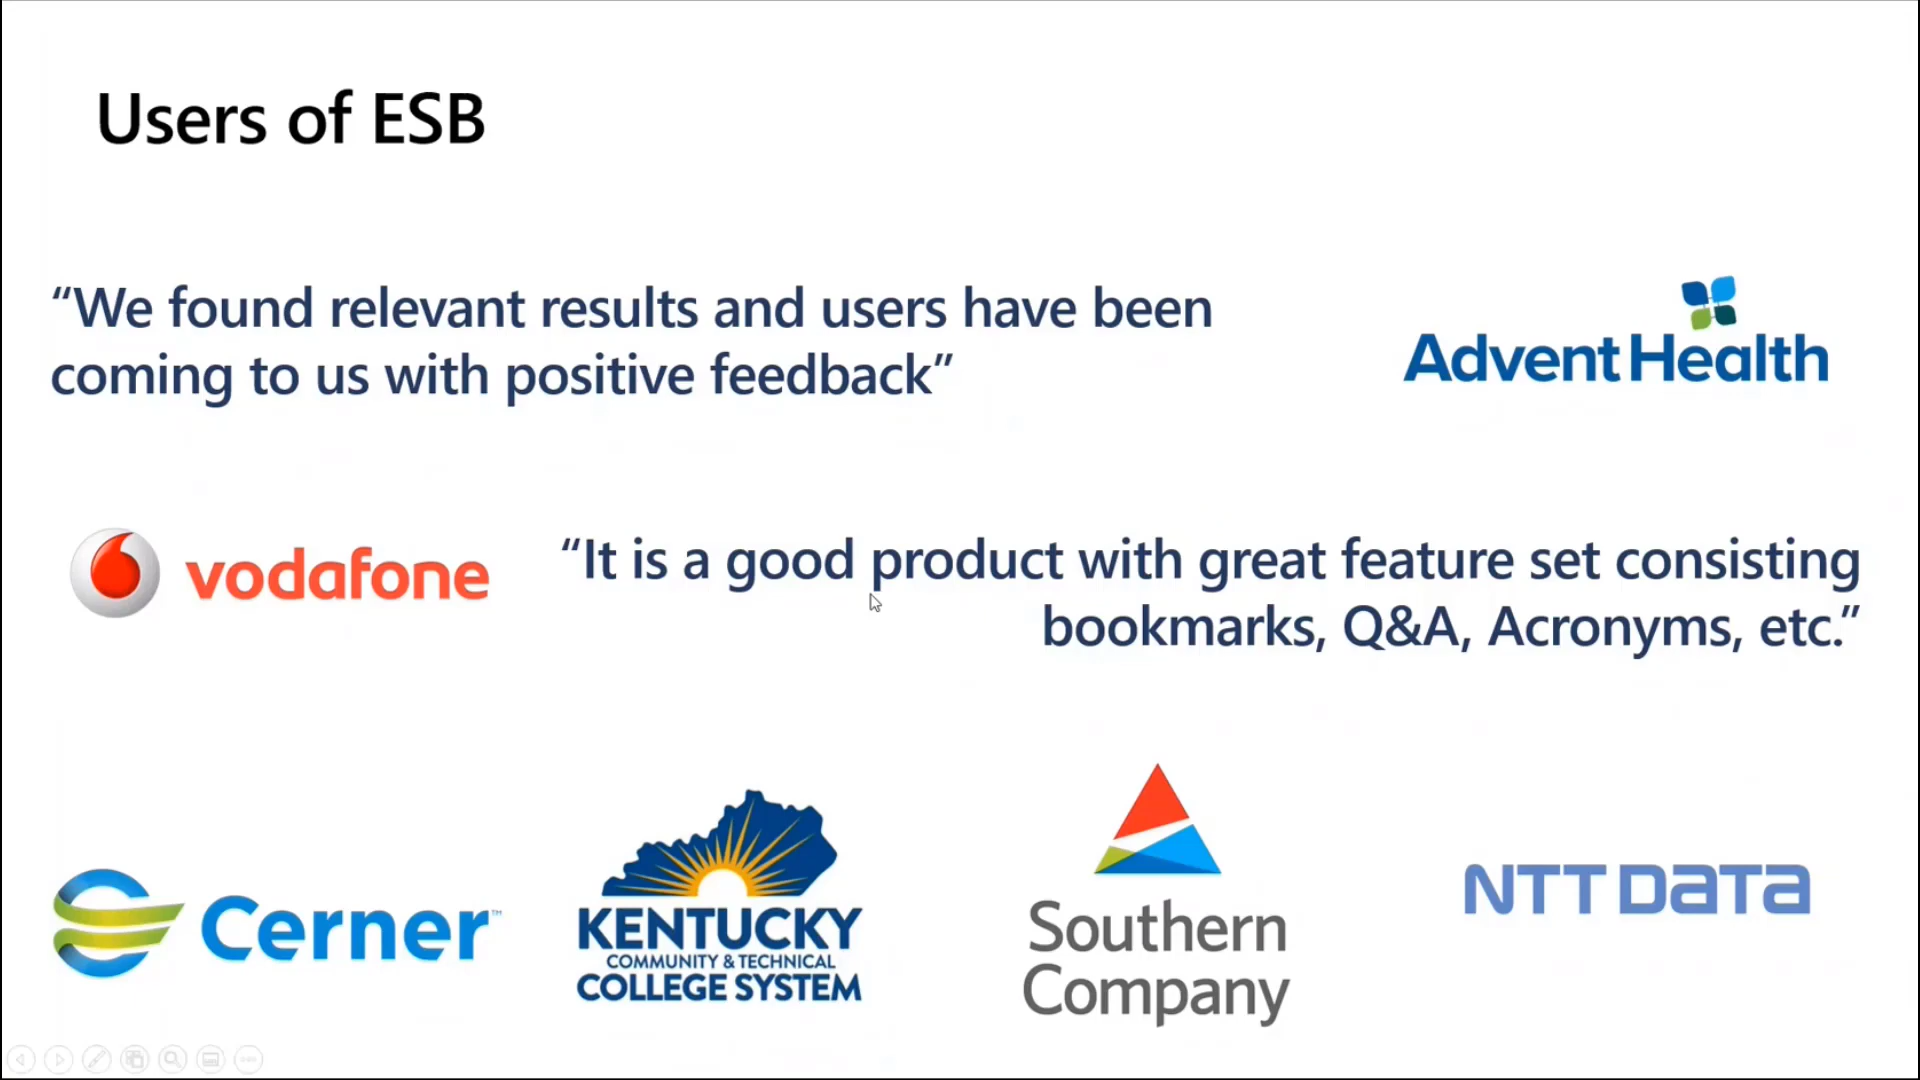 Users of ESB
“We found relevant results and users have been
coming to us with positive feedback”
AdventHealth
vodafone
“It is a good product with great feature set consisting
bookmarks, Q&A, Acronyms, etc.”
Cerner™
KENTUCKY
COMMUNITY & TECHNICAL
COLLEGE SYSTEM
Southern
Company
NTT DATA